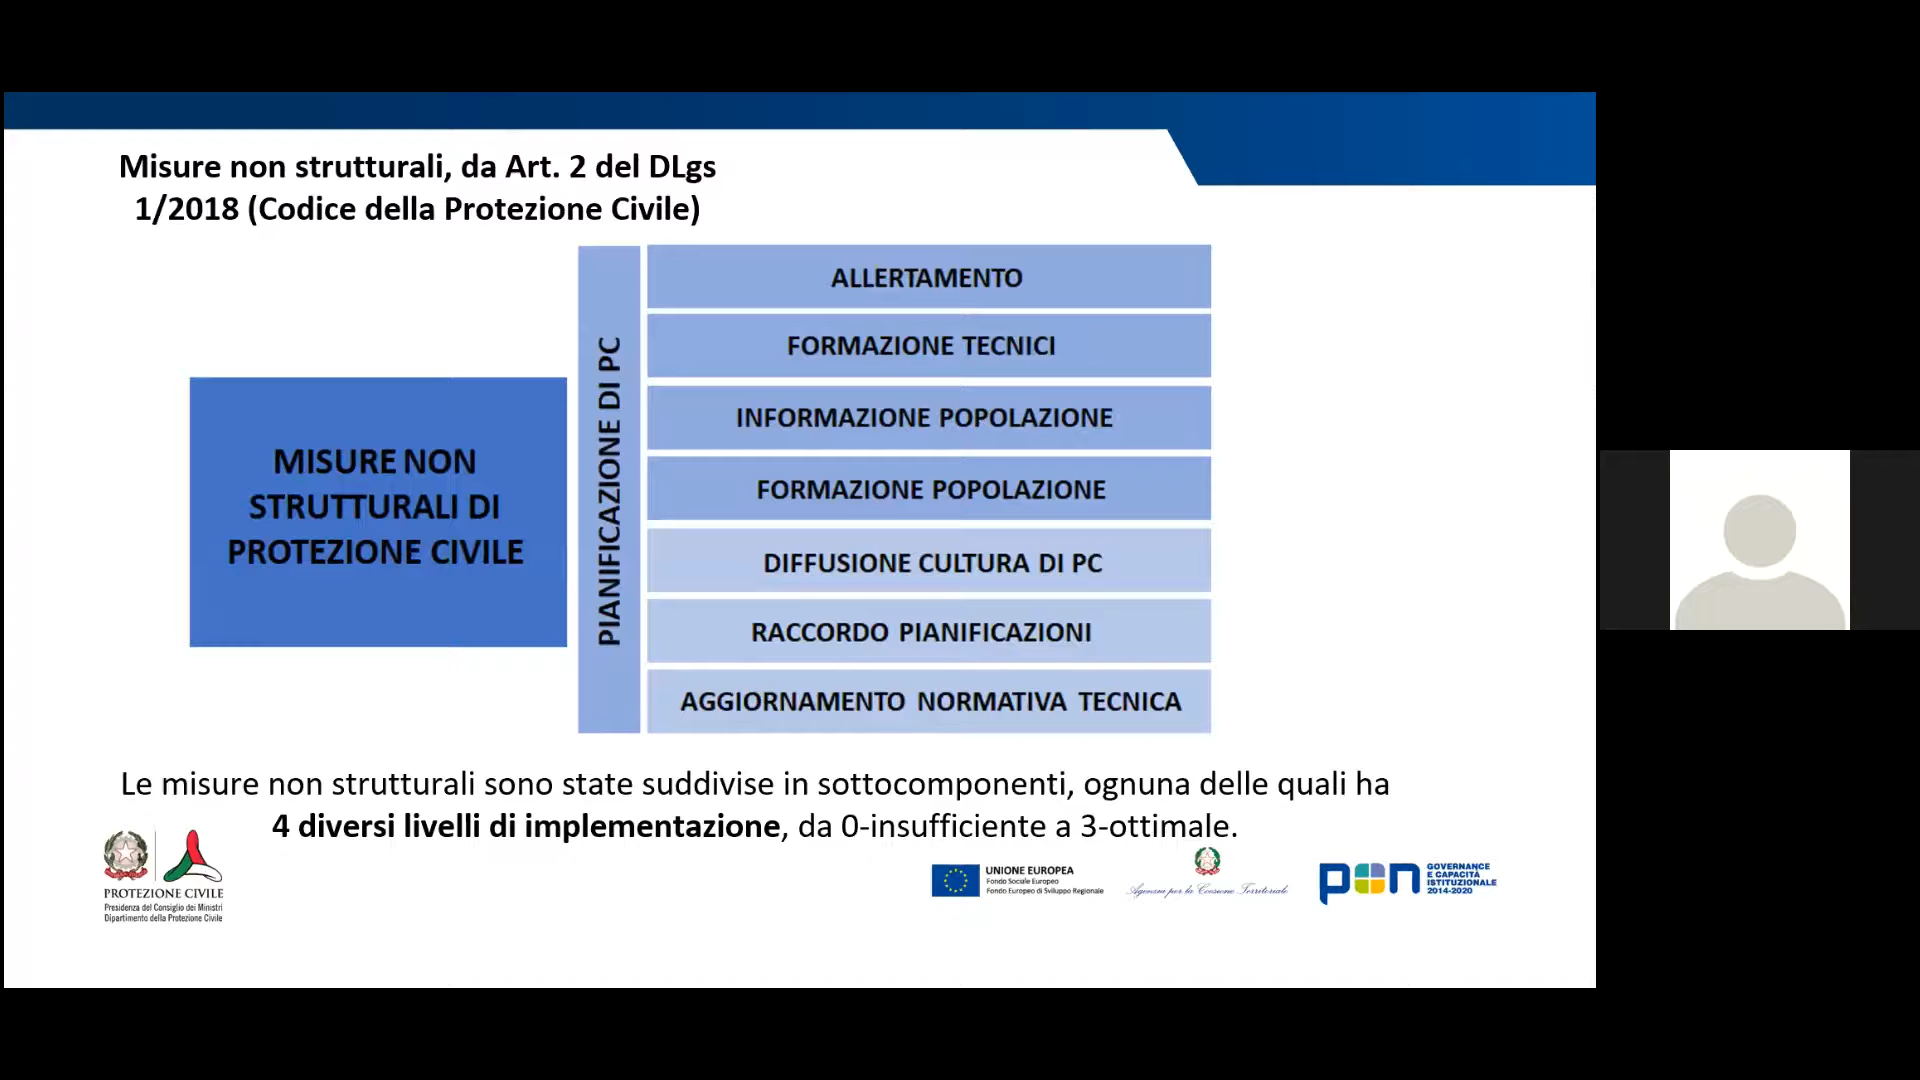 Misure non strutturali, da Art. 2 del DLgs
1/2018 (Codice della Protezione Civile)
MISURE NON
STRUTTURALI DI
PROTEZIONE CIVILE
PIANIFICAZIONE DI PC
ALLERTAMENTO
FORMAZIONE TECNICI
INFORMAZIONE POPOLAZIONE
FORMAZIONE POPOLAZIONE
DIFFUSIONE CULTURA DI PC
RACCORDO PIANIFICAZIONI
AGGIORNAMENTO NORMATIVA TECNICA
Le misure non strutturali sono state suddivise in sottocomponenti, ognuna delle quali ha
4 diversi livelli di implementazione, da 0-insufficiente a 3-ottimale.
PROTEZIONE CIVILE
Presidenza del Consiglio dei Ministri
Dipartimento della Protezione Civile
UNIONE EUROPEA
Fondo Sociale Europeo
Fondo Europeo di Sviluppo Regionale
Agenzia per la Coesione Territoriale
pon
GOVERNANCE
E CAPACITÀ
ISTITUZIONALE
2014-2020